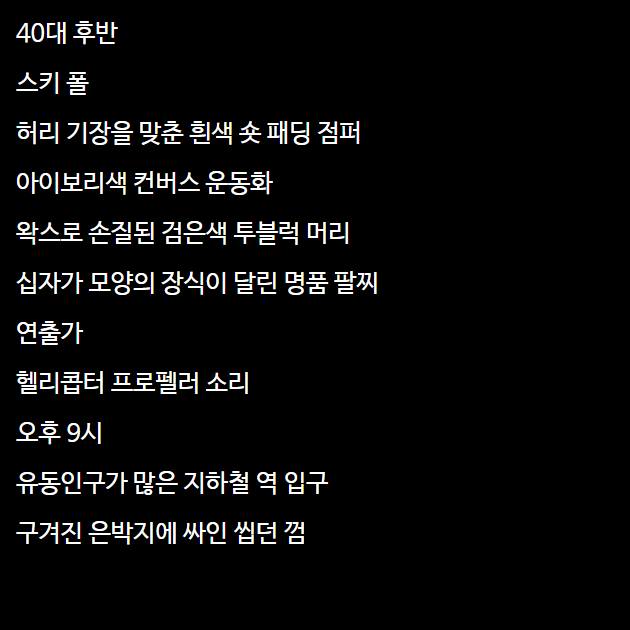 40대 후반
스키 폴
허리 기장을 맞춘 흰색 숏 패딩 점퍼
아이보리색 컨버스 운동화
왁스로 손질된 검은색 투블럭 머리
십자가 모양의 장식이 달린 명품 팔찌
연출가
헬리콥터 프로펠러 소리
오후 9시
유동인구가 많은 지하철 역 입구
구겨진 은박지에 싸인 씹던 껌